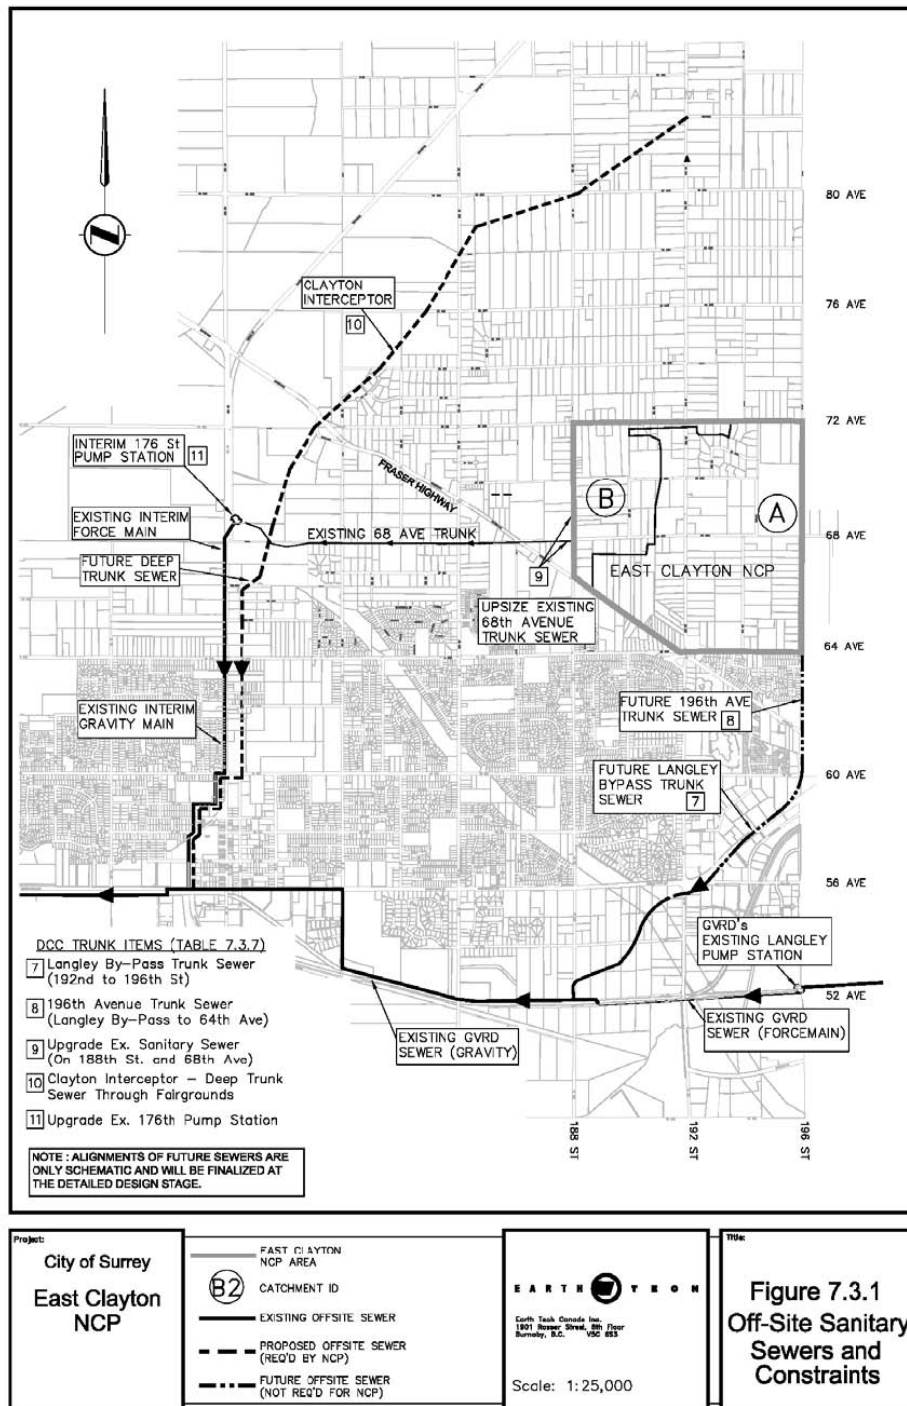 LATIMER
80 AVE
CLAYTON
INTERCEPTOR
10
76 AVE
72 AVE
INTERIM 176 St
PUMP STATION
11
FRASER HIGHWAY
B
A
EXISTING INTERIM
FORCE MAIN
EXISTING 68 AVE TRUNK
68 AVE
FUTURE DEEP
TRUNK SEWER
9
EAST CLAYTON NCP
UPSIZE EXISTING
68th AVENUE
TRUNK SEWER
64 AVE
EXISTING INTERIM
GRAVITY MAIN
FUTURE 196th AVE
TRUNK SEWER 8
FUTURE LANGLEY
BYPASS TRUNK
SEWER 7
60 AVE
56 AVE
GVRD's
EXISTING LANGLEY
PUMP STATION
52 AVE
EXISTING GVRD
SEWER (GRAVITY)
EXISTING GVRD
SEWER (FORCEMAIN)
DCC TRUNK ITEMS (TABLE 7.3.7)
7 Langley By-Pass Trunk Sewer
(192nd to 196th St)
8 196th Avenue Trunk Sewer
(Langley By-Pass to 64th Ave)
9 Upgrade Ex. Sanitary Sewer
(On 188th St. and 68th Ave)
10 Clayton Interceptor - Deep Trunk
Sewer Through Fairgrounds
11 Upgrade Ex. 176th Pump Station
188 ST
192 ST
196 ST
NOTE : ALIGNMENTS OF FUTURE SEWERS ARE
ONLY SCHEMATIC AND WILL BE FINALIZED AT
THE DETAILED DESIGN STAGE.
Project:
City of Surrey
East Clayton
NCP
EAST CLAYTON
NCP AREA
B2 CATCHMENT ID
EXISTING OFFSITE SEWER
PROPOSED OFFSITE SEWER
(REQ'D BY NCP)
FUTURE OFFSITE SEWER
(NOT REQ'D FOR NCP)
EARTH TECH
Earth Tech Canada Inc.
1901 Rosser Street, 6th Floor
Burnaby, B.C. V5C 6S3
Scale: 1:25,000
Title:
Figure 7.3.1
Off-Site Sanitary
Sewers and
Constraints